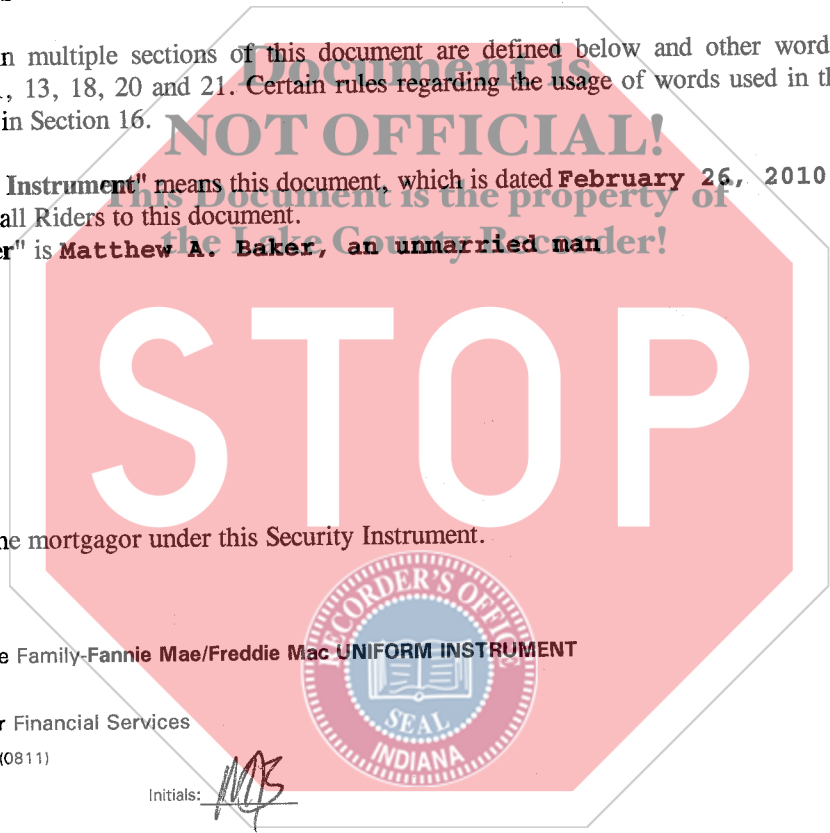 n multiple sections of this document are defined below and other word
, 13, 18, 20 and 21. Certain rules regarding the usage of words used in th
in Section 16.
Document is
NOT OFFICIAL!
This Document is the property of
the Lake County Recorder!
Instrument" means this document, which is dated February 26, 2010
all Riders to this document.
er" is Matthew A. Baker, an unmarried man
STOP
he mortgagor under this Security Instrument.
RECORDER'S OFFICE
SEAL
INDIANA
e Family-Fannie Mae/Freddie Mac UNIFORM INSTRUMENT
r Financial Services
(0811)
Initials: